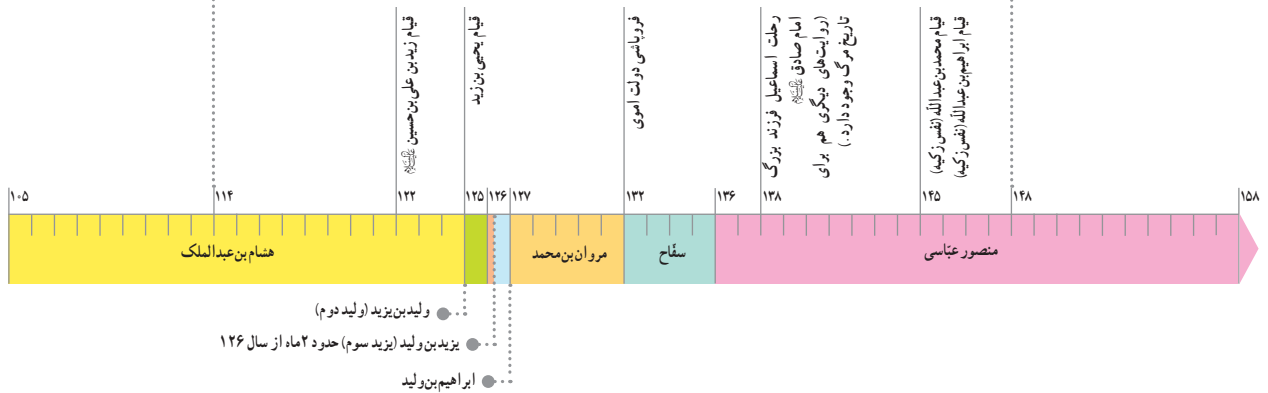 قیام زید بن علی بن حسین علیه‌السلام
قیام یحیی بن زید
فروپاشی دولت اموی
رحلت اسماعیل فرزند بزرگ
امام صادق علیه‌السلام
(روایت‌های دیگری هم برای
تاریخ مرگ وجود دارد.)
قیام محمد بن عبدالله (نفس زکیه)
قیام ابراهیم بن عبدالله (نفس زکیه)
۱۰۵
۱۱۴
۱۲۲
۱۲۵
۱۲۶
۱۲۷
۱۳۲
۱۳۶
۱۳۸
۱۴۵
۱۴۸
۱۵۸
هشام بن عبدالملک
مروان بن محمد
سفّاح
منصور عبّاسی
ولید بن یزید (ولید دوم)
یزید بن ولید (یزید سوم) حدود ۲ ماه از سال ۱۲۶
ابراهیم بن ولید